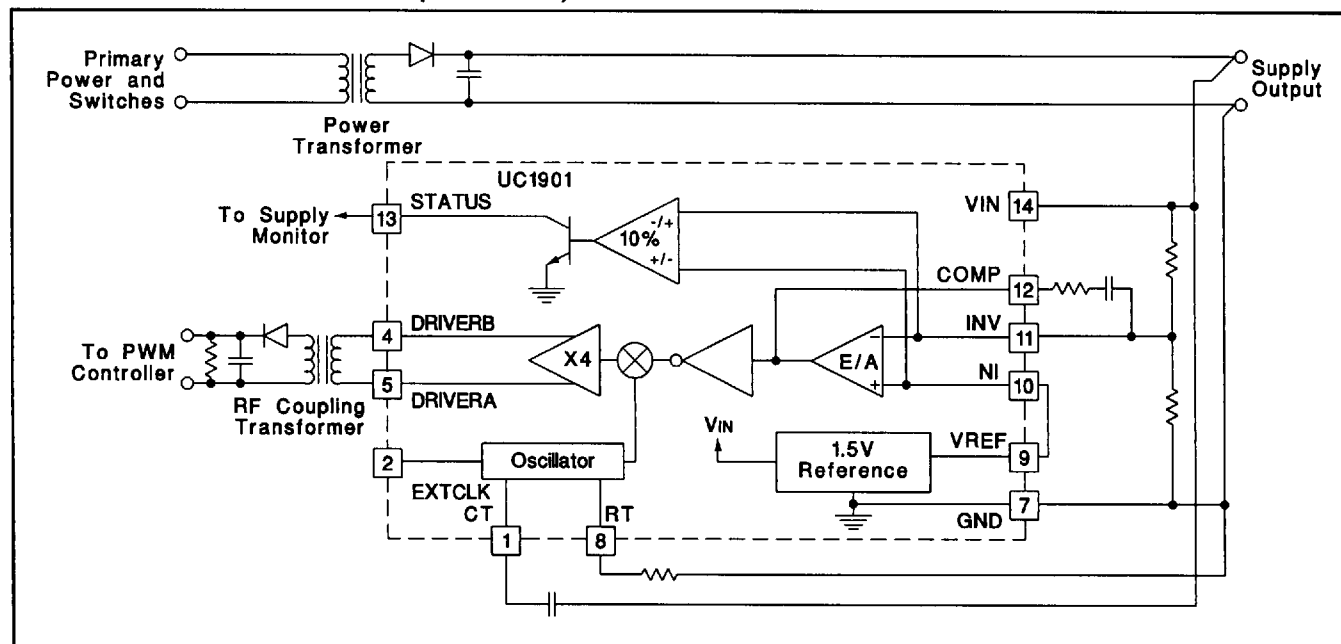 Primary
Power and
Switches
Power
Transformer
Supply
Output
UC1901
13
STATUS
To Supply
Monitor
10%
-/+
+/-
VIN
14
COMP
12
INV
11
NI
10
VREF
9
GND
7
4
DRIVERB
5
DRIVERA
To PWM
Controller
RF Coupling
Transformer
X4
E/A
−
+
VIN
1.5V
Reference
2
Oscillator
EXTCLK
CT
RT
1
8